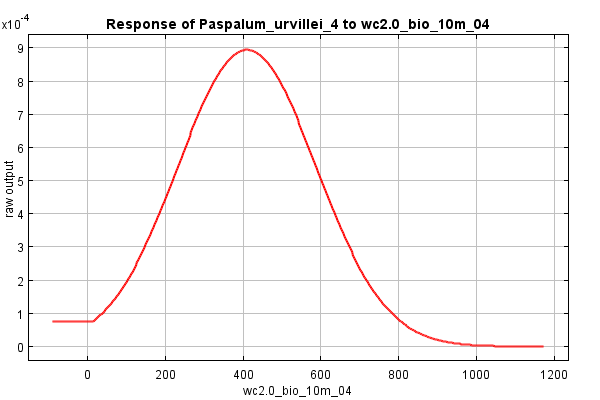 Response of Paspalum_urvillei_4 to wc2.0_bio_10m_04
x10^-4
9
8
7
6
5
4
3
2
1
0
raw output
0 200 400 600 800 1000 1200
wc2.0_bio_10m_04